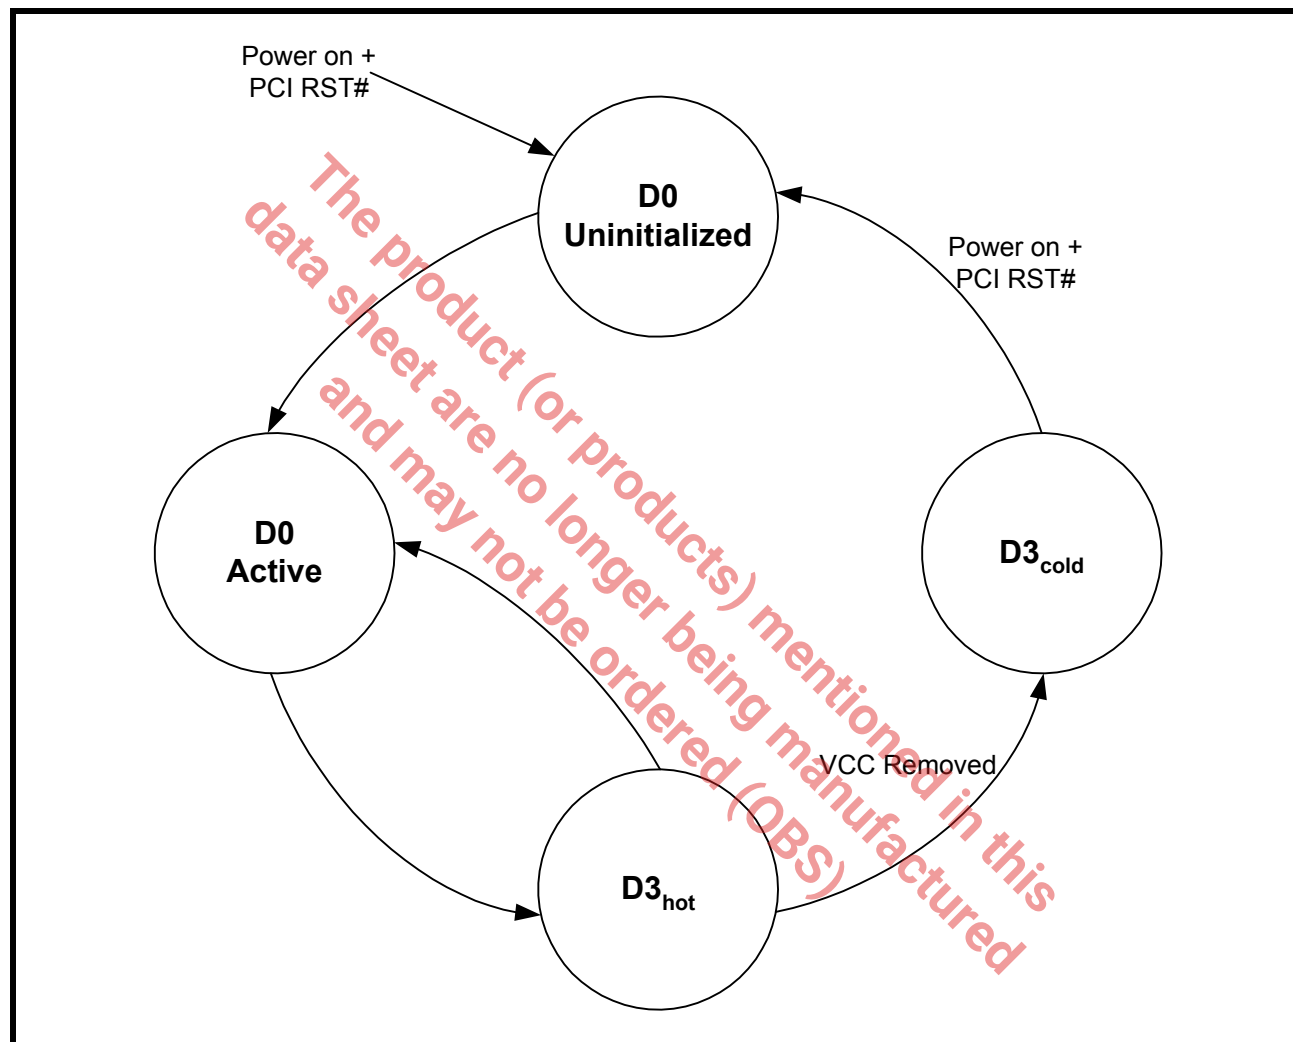 Power on +
PCI RST#
D0
Uninitialized
Power on +
PCI RST#
D0
Active
D3cold
VCC Removed
D3hot
The product (or products) mentioned in this
data sheet are no longer being manufactured
and may not be ordered (OBS)